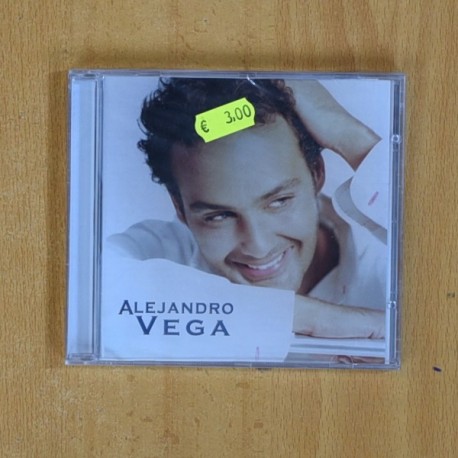 € 3,00
ALEJANDRO
VEGA